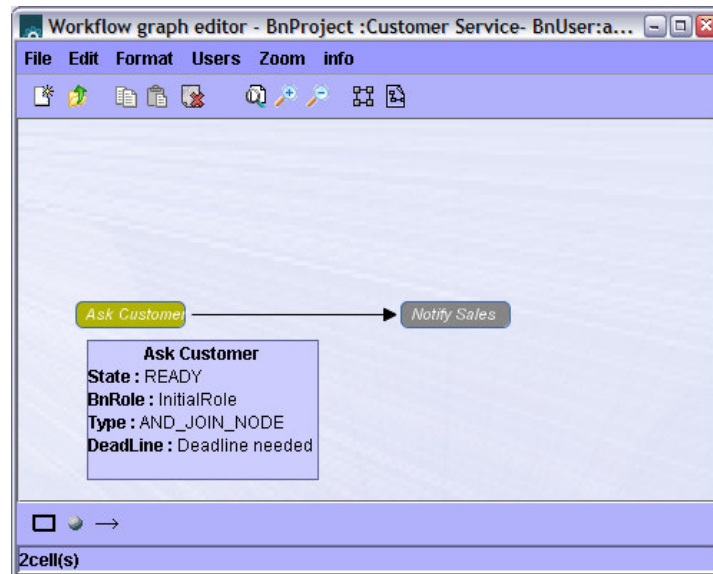 Workflow graph editor - BnProject :Customer Service- BnUser:a...
File Edit Format Users Zoom info
Ask Customer
Notify Sales
Ask Customer
State : READY
BnRole : InitialRole
Type : AND_JOIN_NODE
DeadLine : Deadline needed
2cell(s)